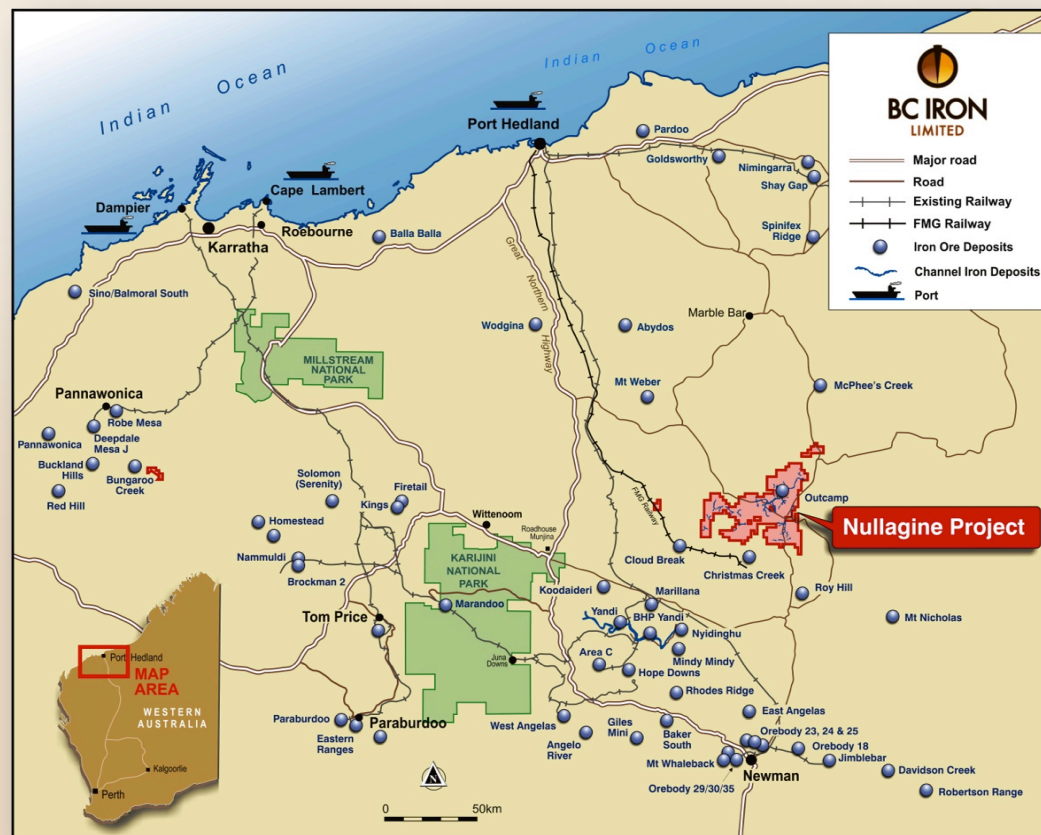 Indian Ocean
Indian Ocean
Port Hedland
Pardoo
Goldsworthy
Nimingarra
Shay Gap
Spinifex
Ridge
Cape Lambert
Dampier
Roebourne
Karratha
Balla Balla
Sino/Balmoral South
Great Northern Highway
Wodgina
Abydos
Marble Bar
Mt Weber
McPhee's Creek
MILLSTREAM
NATIONAL
PARK
Pannawonica
Robe Mesa
Pannawonica
Deepdale
Mesa J
Buckland
Hills
Bungaroo
Creek
Red Hill
Solomon
(Serenity)
Firetail
Kings
Homestead
Nammuldi
Brockman 2
Wittenoom
Roadhouse
Munjina
KARIJINI
NATIONAL
PARK
FMG Railway
Cloud Break
Christmas Creek
Outcamp
Nullagine Project
Roy Hill
Mt Nicholas
Koodaideri
Marillana
Yandi
BHP Yandi
Nyidinghu
Mindy Mindy
Area C
Hope Downs
Rhodes Ridge
Marandoo
Tom Price
Juna
Downs
Paraburdoo
Paraburdoo
Eastern
Ranges
West Angelas
Angelo
River
Giles
Mini
Baker
South
East Angelas
Orebody 23, 24 & 25
Orebody 18
Jimblebar
Mt Whaleback
Newman
Orebody 29/30/35
Davidson Creek
Robertson Range
BC IRON
LIMITED
Major road
Road
Existing Railway
FMG Railway
Iron Ore Deposits
Channel Iron Deposits
Port
Port Hedland
MAP
AREA
WESTERN
AUSTRALIA
Kalgoorlie
Perth
N
0 50km